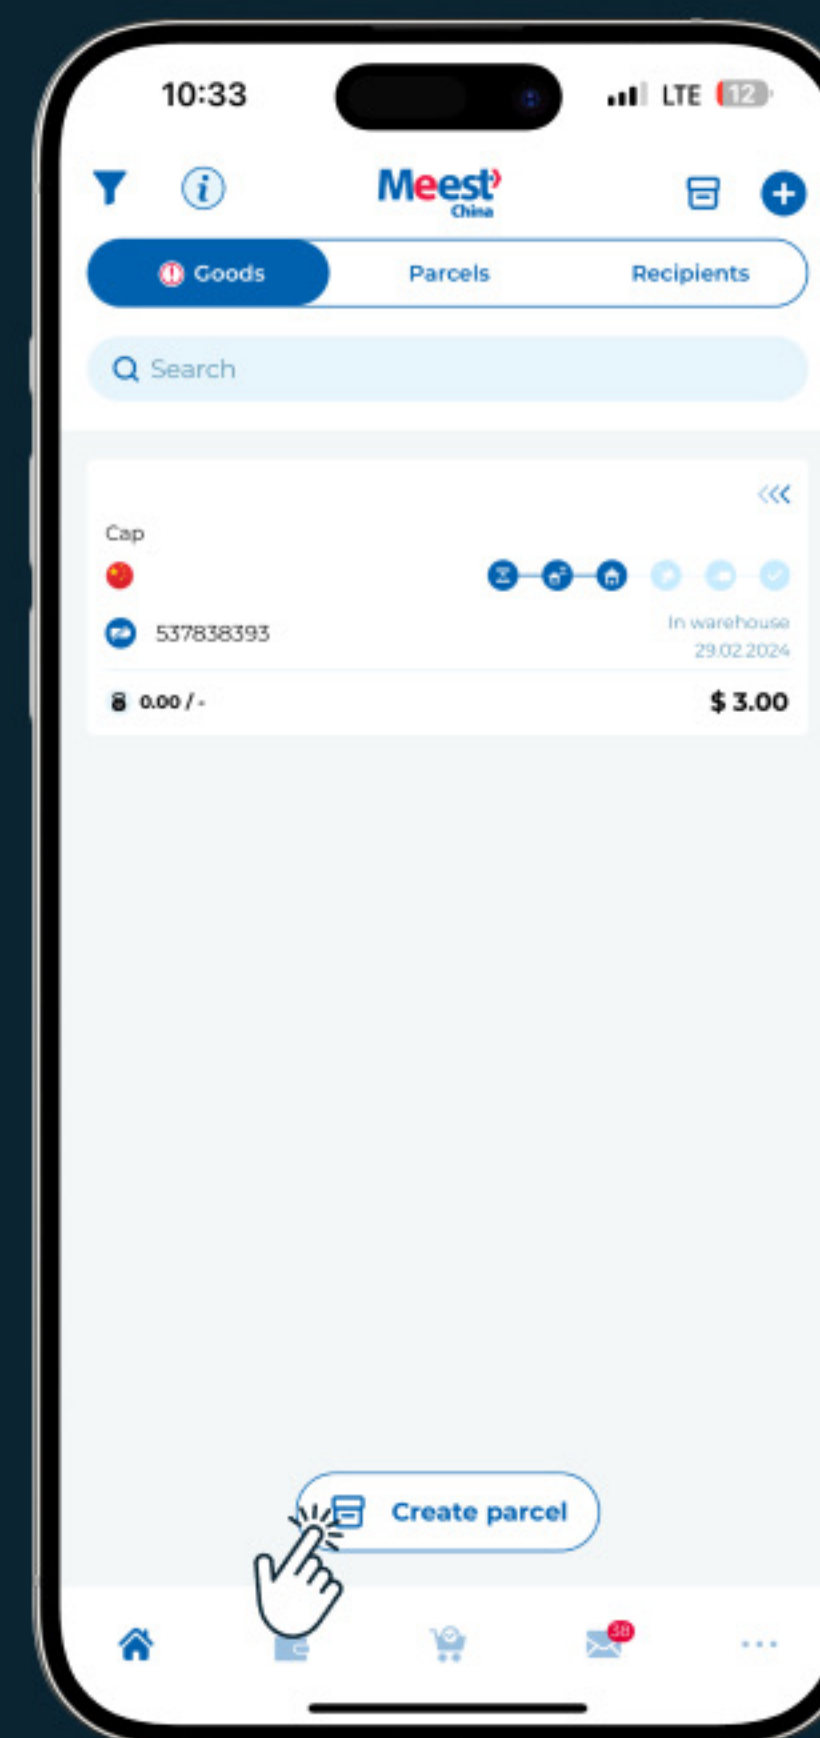 10:33
LTE 12
Meest
China
Goods
Parcels
Recipients
Search
Cap
537838393
In warehouse
29.02.2024
0.00 / -
$ 3.00
Create parcel
38